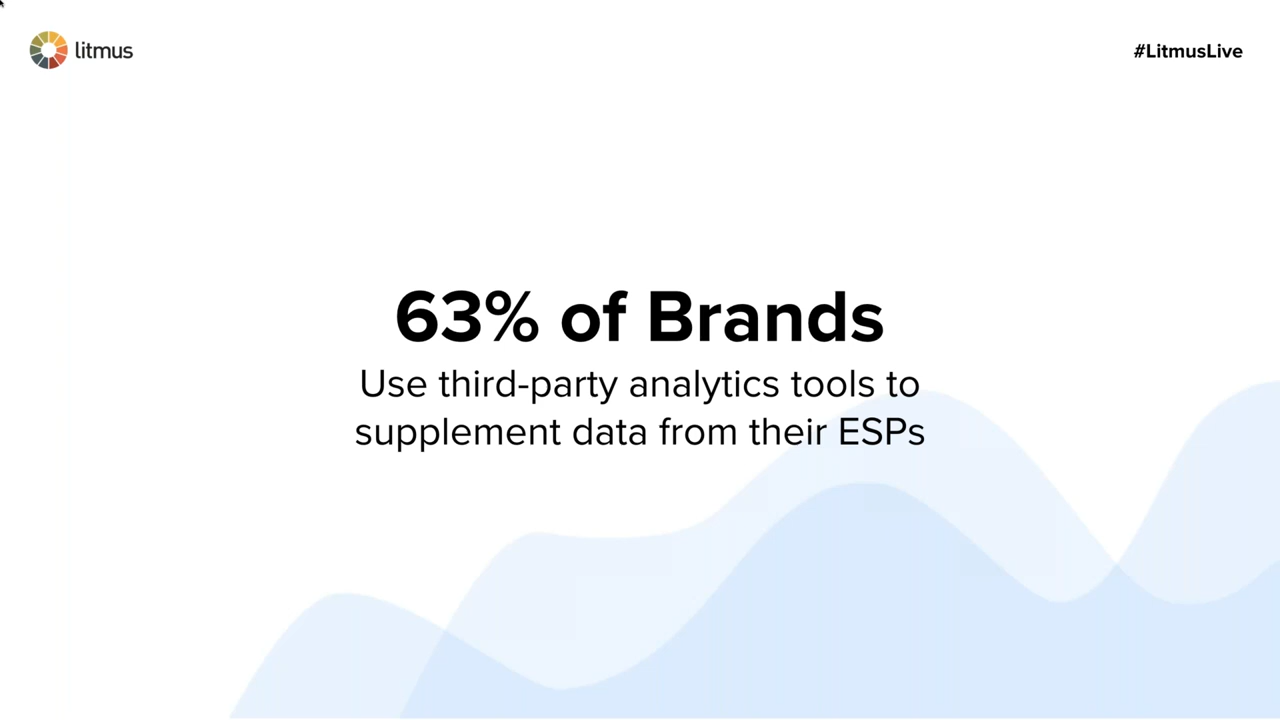 litmus
#LitmusLive
63% of Brands
Use third-party analytics tools to
supplement data from their ESPs